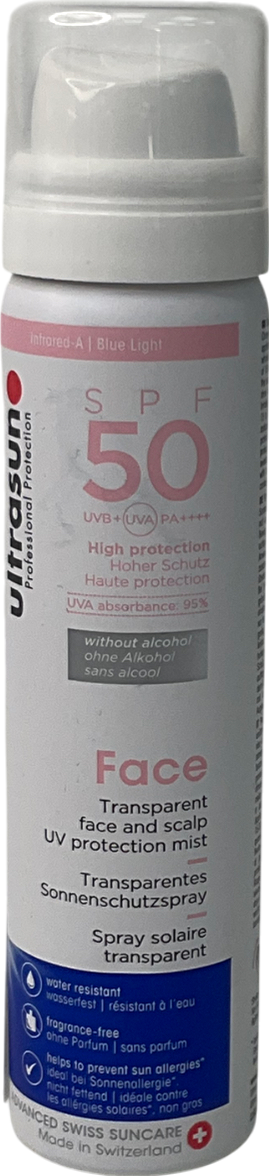 Infrared-A | Blue Light
ultrasun
Professional Protection
SPF
50
UVB+ UVA PA++++
High protection
Hoher Schutz
Haute protection
UVA absorbance: 95%
without alcohol
ohne Alkohol
sans alcool
Face
Transparent
face and scalp
UV protection mist
Transparentes
Sonnenschutzspray
Spray solaire
transparent
water resistant
wasserfest | résistant à l'eau
fragrance-free
ohne Parfum | sans parfum
helps to prevent sun allergies*
ideal bei Sonnenallergie*,
nicht fettend | idéale contre
les allergies solaires*, non gras
ADVANCED SWISS SUNCARE
Made in Switzerland